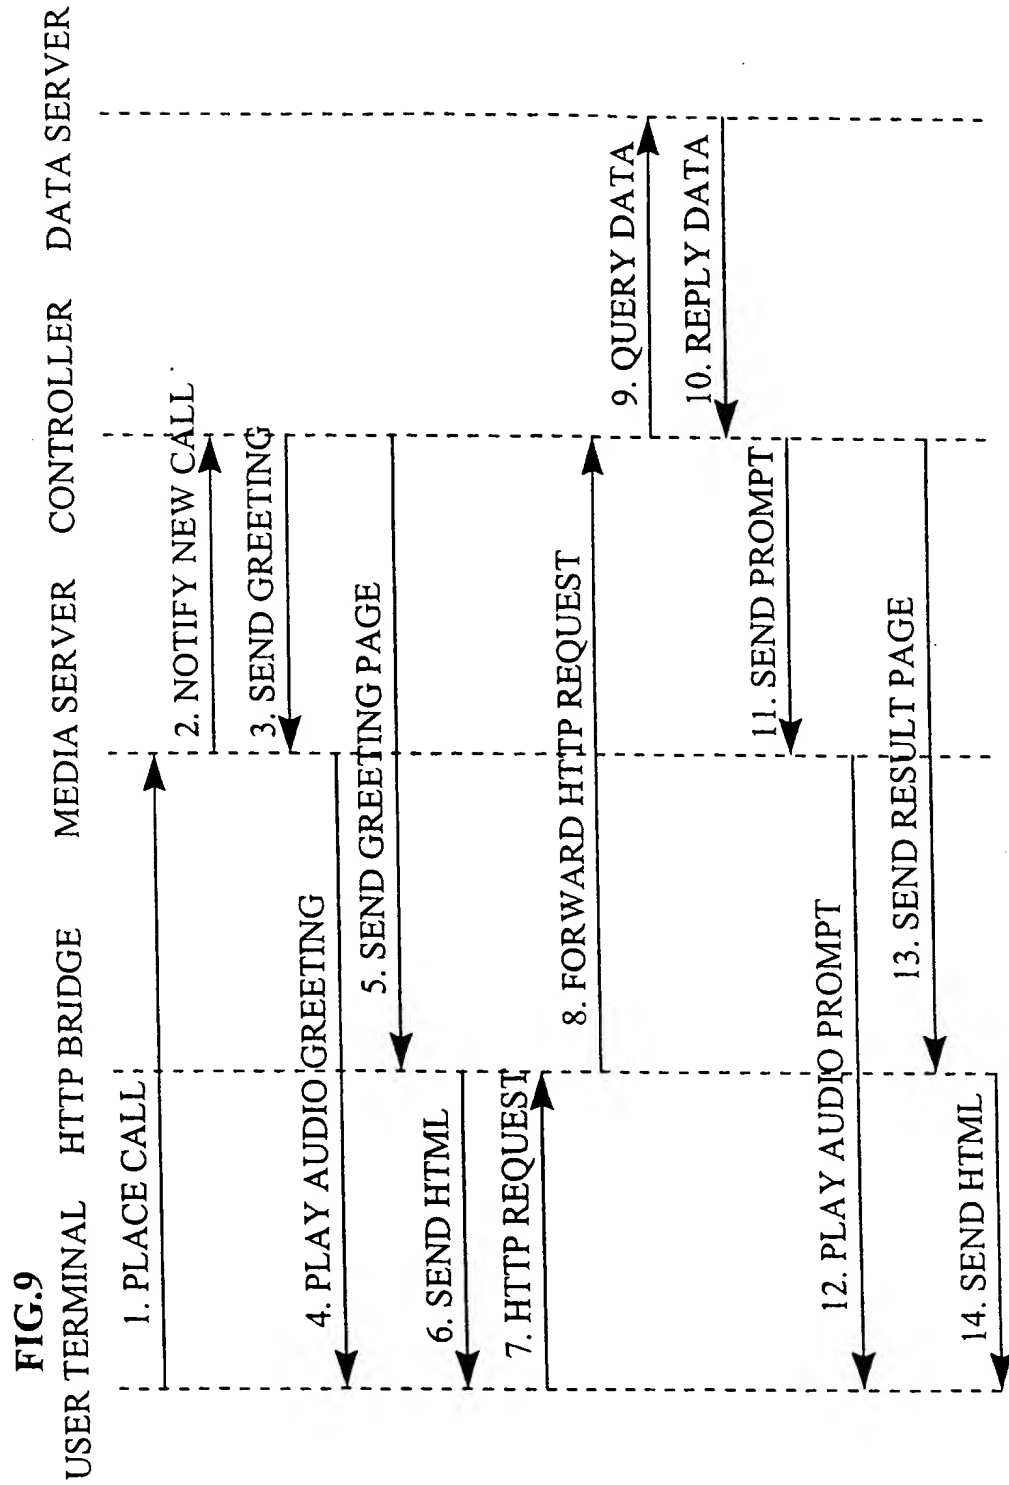 FIG.9
USER TERMINAL HTTP BRIDGE MEDIA SERVER CONTROLLER DATA SERVER
1. PLACE CALL
2. NOTIFY NEW CALL
3. SEND GREETING
4. PLAY AUDIO GREETING
5. SEND GREETING PAGE
6. SEND HTML
7. HTTP REQUEST
8. FORWARD HTTP REQUEST
9. QUERY DATA
10. REPLY DATA
11. SEND PROMPT
12. PLAY AUDIO PROMPT
13. SEND RESULT PAGE
14. SEND HTML